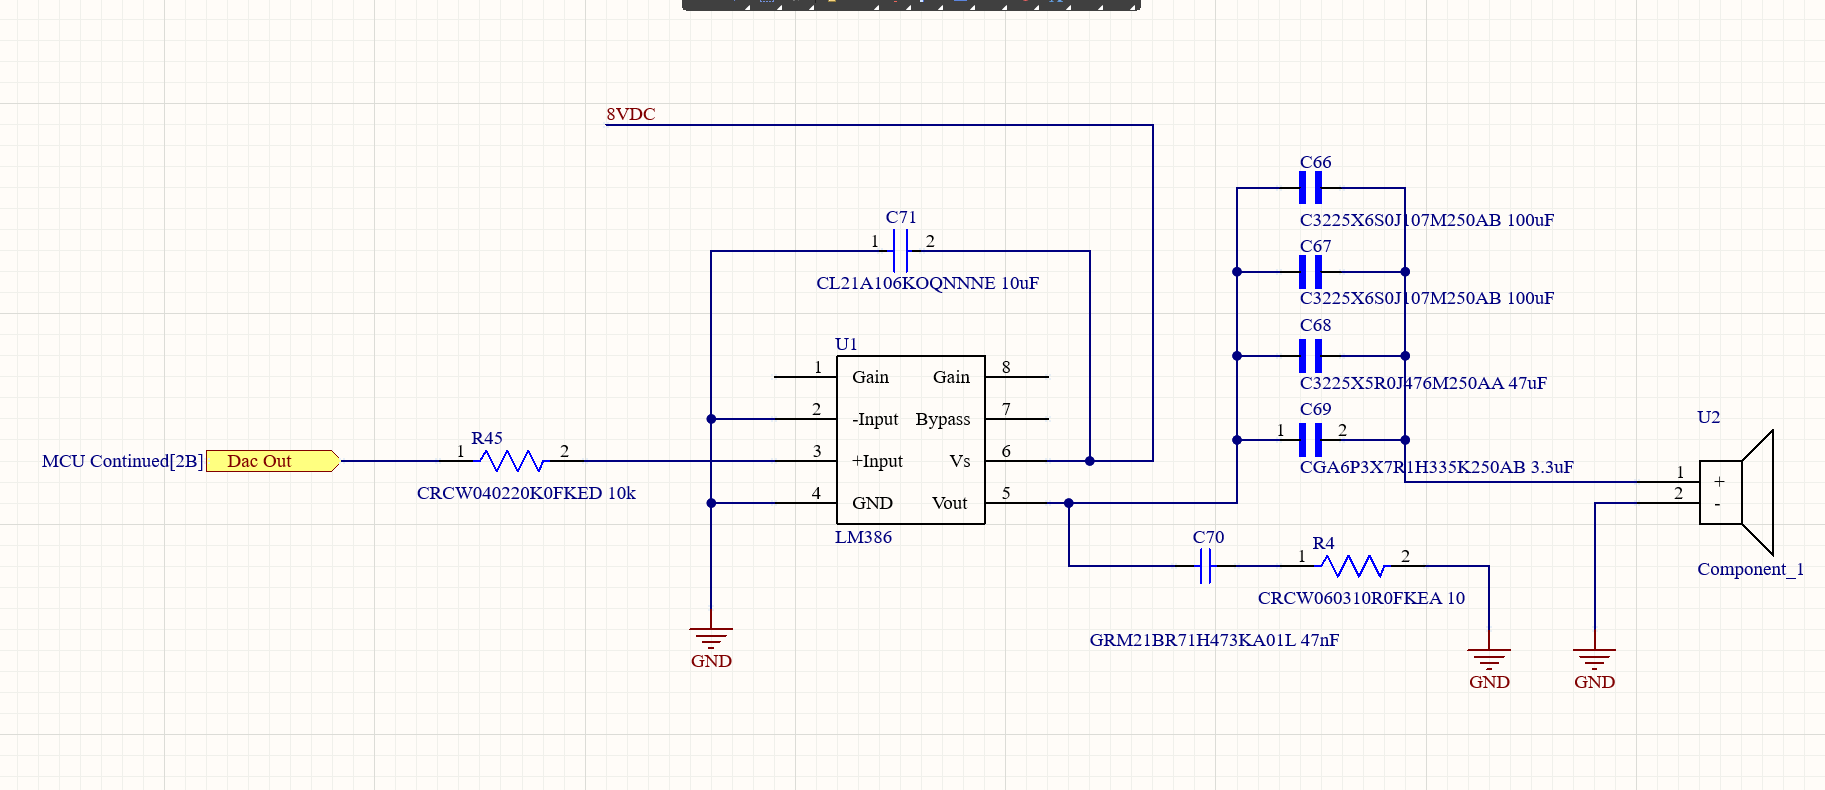 8VDC
C66
C3225X6S0J107M250AB 100uF
C71
1 2
CL21A106KOQNNNE 10uF
C67
C3225X6S0J107M250AB 100uF
C68
C3225X5R0J476M250AA 47uF
U1
1 Gain Gain 8
2 -Input Bypass 7
3 +Input Vs 6
4 GND Vout 5
LM386
C69
1 2
CGA6P3X7R1H335K250AB 3.3uF
MCU Continued[2B] Dac Out
R45
1 2
CRCW040220K0FKED 10k
U2
1 +
2 -
Component_1
C70
R4
1 2
CRCW060310R0FKEA 10
GRM21BR71H473KA01L 47nF
GND
GND
GND